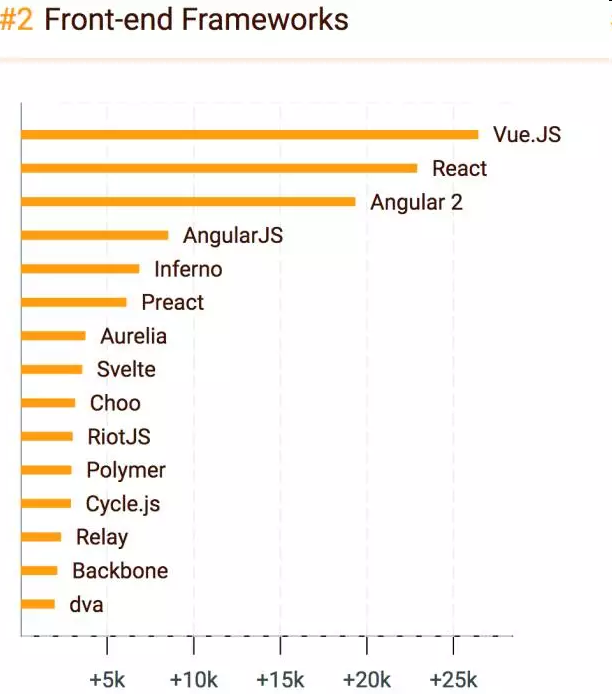 #2 Front-end Frameworks
Vue.JS
React
Angular 2
AngularJS
Inferno
Preact
Aurelia
Svelte
Choo
RiotJS
Polymer
Cycle.js
Relay
Backbone
dva
+5k +10k +15k +20k +25k